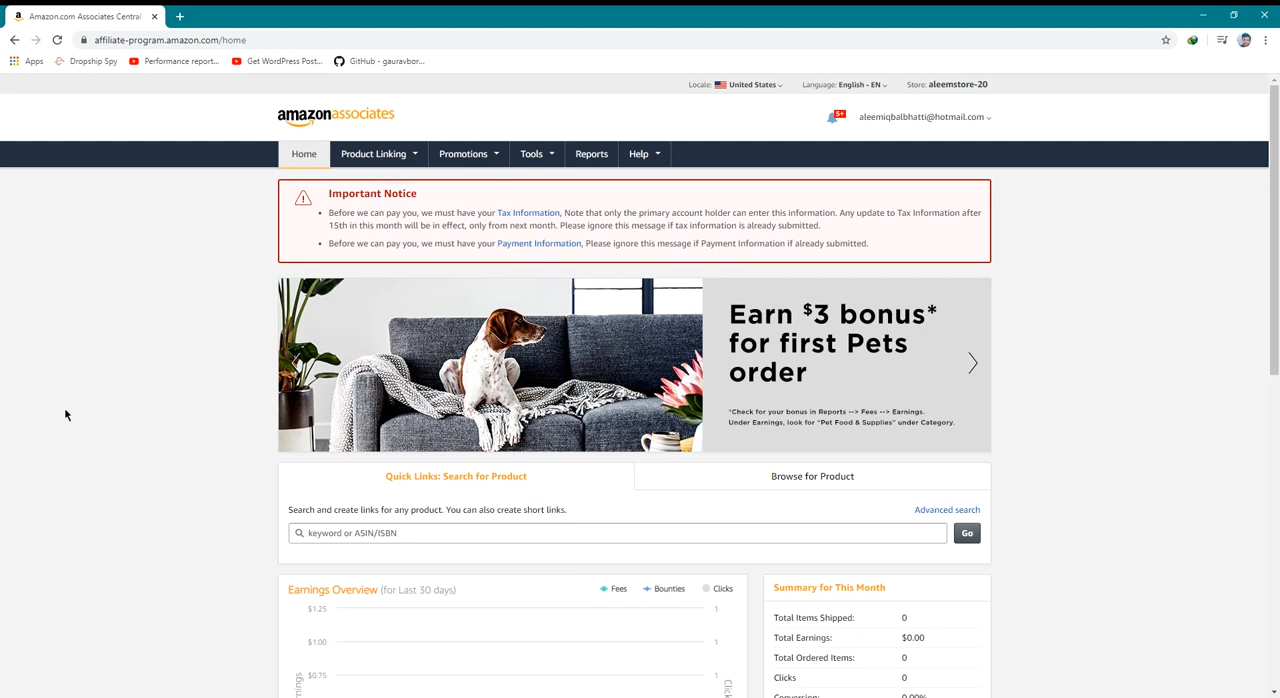 Amazon.com Associates Central
affiliate-program.amazon.com/home
Apps Dropship Spy Performance report... Get WordPress Post... GitHub - gauravbor...
Locale: United States Language: English - EN Store: aleemstore-20
amazonassociates
5+ aleemiqbalbhatti@hotmail.com
Home Product Linking Promotions Tools Reports Help
Important Notice
• Before we can pay you, we must have your Tax Information, Note that only the primary account holder can enter this information. Any update to Tax Information after
15th in this month will be in effect, only from next month. Please ignore this message if tax information is already submitted.
• Before we can pay you, we must have your Payment Information, Please ignore this message if Payment Information if already submitted.
Earn $3 bonus*
for first Pets
order
*Check for your bonus in Reports --> Fees --> Earnings.
Under Earnings, look for "Pet Food & Supplies" under Category.
Quick Links: Search for Product Browse for Product
Search and create links for any product. You can also create short links. Advanced search
keyword or ASIN/ISBN Go
Earnings Overview (for Last 30 days) Fees Bounties Clicks
$1.25 1
$1.00 1
$0.75 1
Summary for This Month
Total Items Shipped: 0
Total Earnings: $0.00
Total Ordered Items: 0
Clicks 0